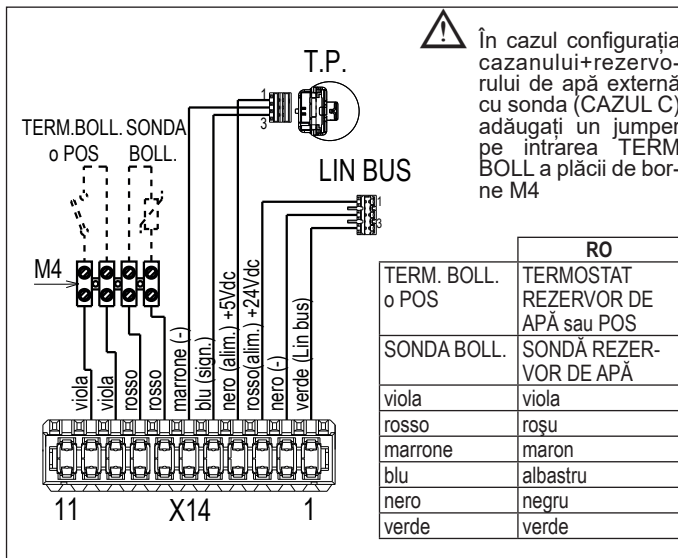 În cazul configurația
cazanului+rezervo-
rului de apă externă
cu sonda (CAZUL C)
adăugați un jumper
pe intrarea TERM
BOLL a plăcii de bor-
ne M4
T.P.
1
3
TERM.BOLL.
o POS
SONDA
BOLL.
LIN BUS
1
3
M4
viola
viola
rosso
rosso
marrone (-)
blu (sign.)
nero (alim.) +5Vdc
rosso(alim.) +24Vdc
nero (-)
verde (Lin bus)
11
X14
1
RO
TERM. BOLL.
o POS
TERMOSTAT
REZERVOR DE
APĂ sau POS
SONDA BOLL.
SONDĂ REZER-
VOR DE APĂ
viola
viola
rosso
roşu
marrone
maron
blu
albastru
nero
negru
verde
verde